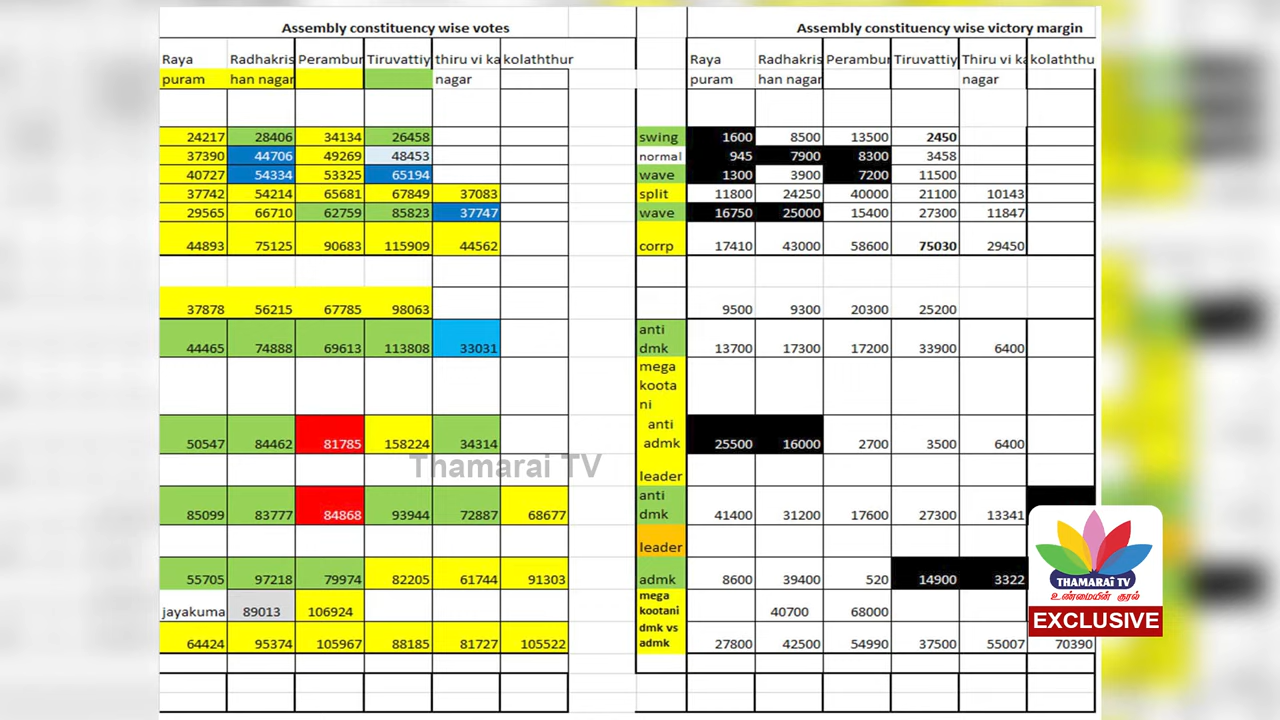 Assembly constituency wise votes Assembly constituency wise victory margin
Raya Radhakris Perambur Tiruvattiy thiru vi ka kolaththur Raya Radhakris Perambur Tiruvattiy Thiru vi ka kolaththu
puram han nagar nagar puram han nagar nagar
24217 28406 34134 26458 swing 1600 8500 13500 2450
37390 44706 49269 48453 normal 945 7900 8300 3458
40727 54334 53325 65194 wave 1300 3900 7200 11500
37742 54214 65681 67849 37083 split 11800 24250 40000 21100 10143
29565 66710 62759 85823 37747 wave 16750 25000 15400 27300 11847
44893 75125 90683 115909 44562 corrp 17410 43000 58600 75030 29450
37878 56215 67785 98063 9500 9300 20300 25200
anti
44465 74888 69613 113808 33031 dmk 13700 17300 17200 33900 6400
mega
koota
ni
anti
50547 84462 81785 158224 34314 admk 25500 16000 2700 3500 6400
Thamarai TV
leader
anti
85099 83777 84868 93944 72887 68677 dmk 41400 31200 17600 27300 13341
leader
55705 97218 79974 82205 61744 91303 admk 8600 39400 520 14900 3322
THAMARAI TV
உண்மையின் குரல்
EXCLUSIVE
mega
jayakuma 89013 106924 kootani 40700 68000
dmk vs
64424 95374 105967 88185 81727 105522 admk 27800 42500 54990 37500 55007 70390